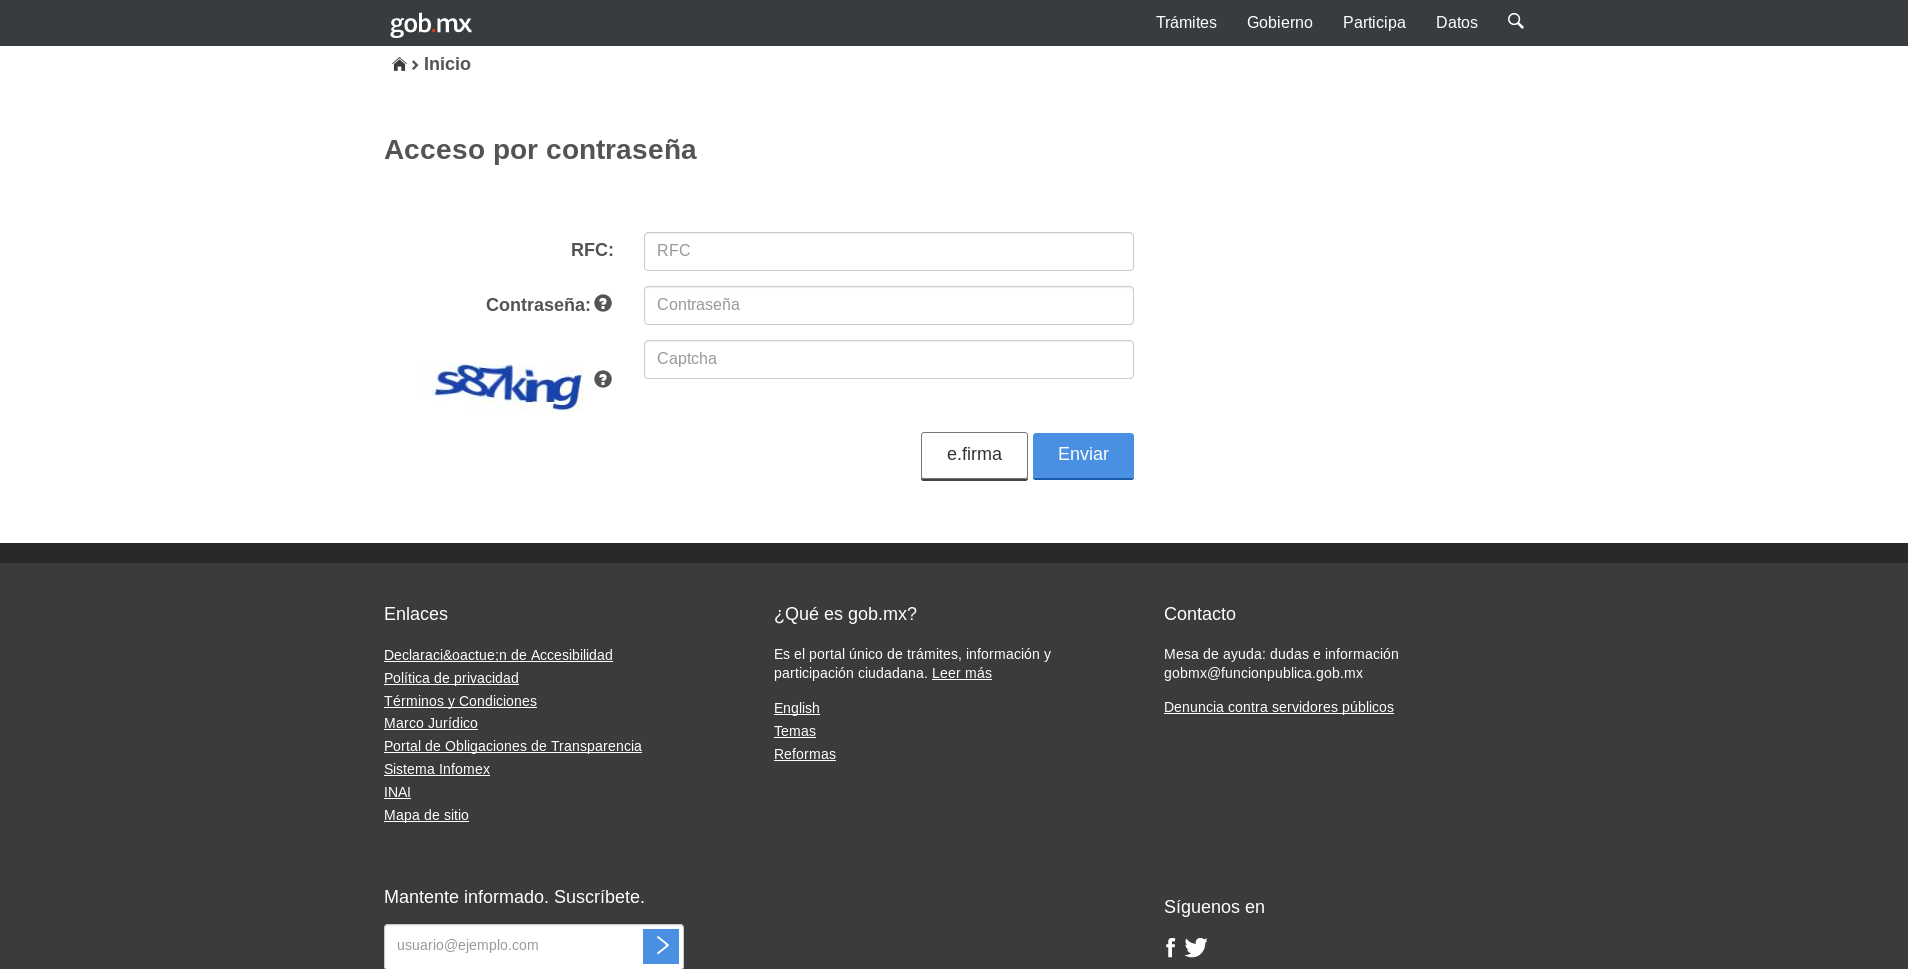 gob.mx
Trámites Gobierno Participa Datos
Inicio
Acceso por contraseña
RFC:
RFC
Contraseña:
Contraseña
Captcha
s87king
e.firma Enviar
Enlaces
Declaraci&oactue:n de Accesibilidad
Política de privacidad
Términos y Condiciones
Marco Jurídico
Portal de Obligaciones de Transparencia
Sistema Infomex
INAI
Mapa de sitio
¿Qué es gob.mx?
Es el portal único de trámites, información y
participación ciudadana. Leer más
English
Temas
Reformas
Contacto
Mesa de ayuda: dudas e información
gobmx@funcionpublica.gob.mx
Denuncia contra servidores públicos
Mantente informado. Suscríbete.
usuario@ejemplo.com
Síguenos en